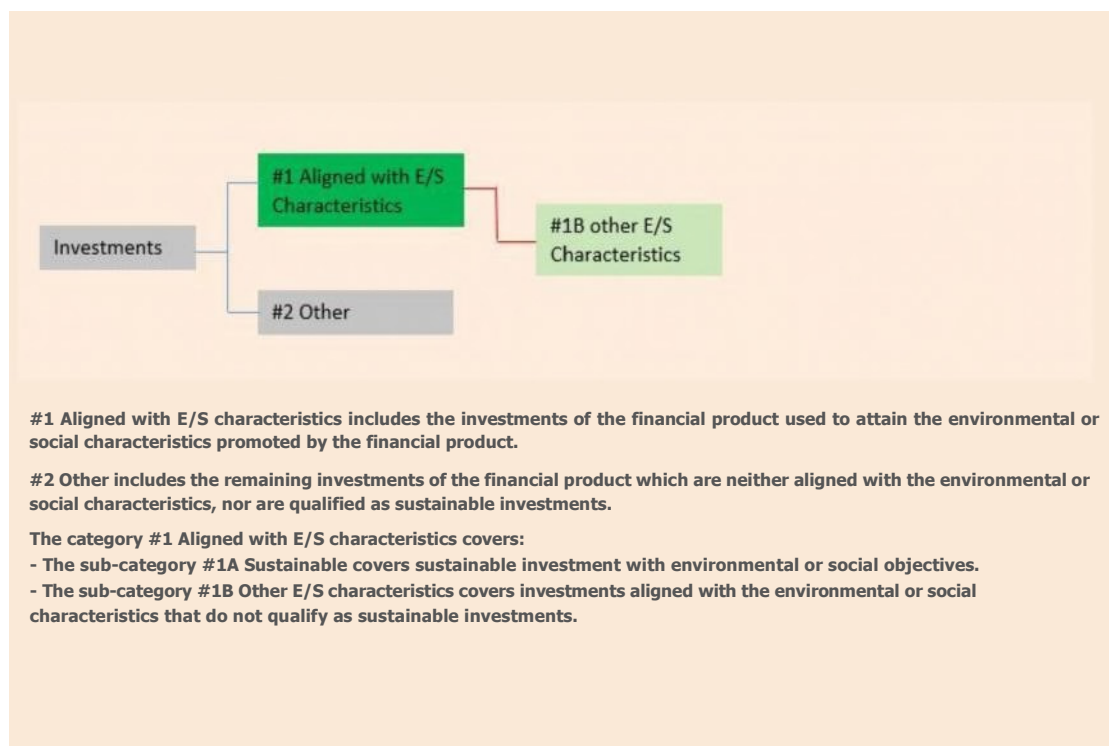 #1 Aligned with E/S
Characteristics
#1B other E/S
Characteristics
Investments
#2 Other
#1 Aligned with E/S characteristics includes the investments of the financial product used to attain the environmental or
social characteristics promoted by the financial product.
#2 Other includes the remaining investments of the financial product which are neither aligned with the environmental or
social characteristics, nor are qualified as sustainable investments.
The category #1 Aligned with E/S characteristics covers:
- The sub-category #1A Sustainable covers sustainable investment with environmental or social objectives.
- The sub-category #1B Other E/S characteristics covers investments aligned with the environmental or social
characteristics that do not qualify as sustainable investments.